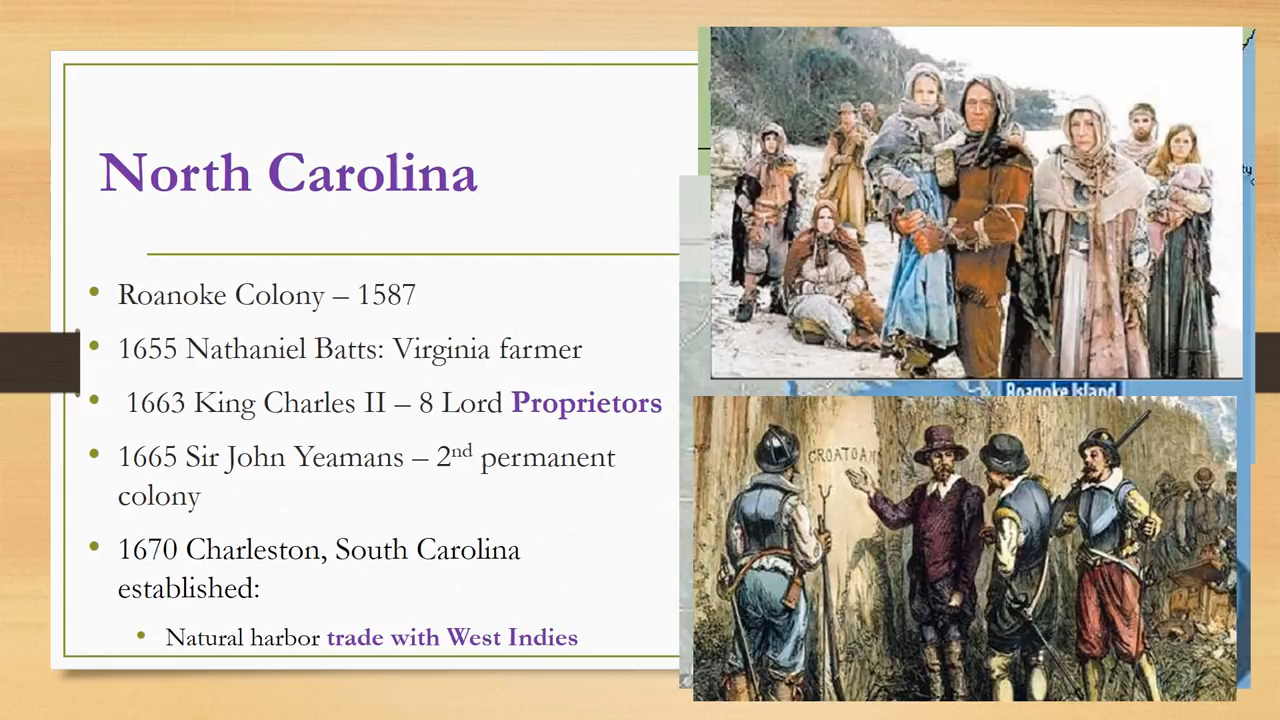 North Carolina
• Roanoke Colony – 1587
• 1655 Nathaniel Batts: Virginia farmer
• 1663 King Charles II – 8 Lord Proprietors
• 1665 Sir John Yeamans – 2nd permanent
colony
• 1670 Charleston, South Carolina
established:
• Natural harbor trade with West Indies
Roanoke Island
CROATOAN